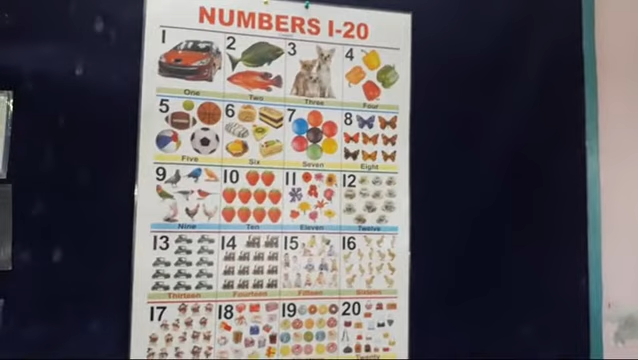 NUMBERS 1-20
1 2 3 4
One Two Three Four
5 6 7 8
Five Six Seven Eight
9 10 11 12
Nine Ten Eleven Twelve
13 14 15 16
Thirteen Fourteen Fifteen Sixteen
17 18 19 20
Twenty